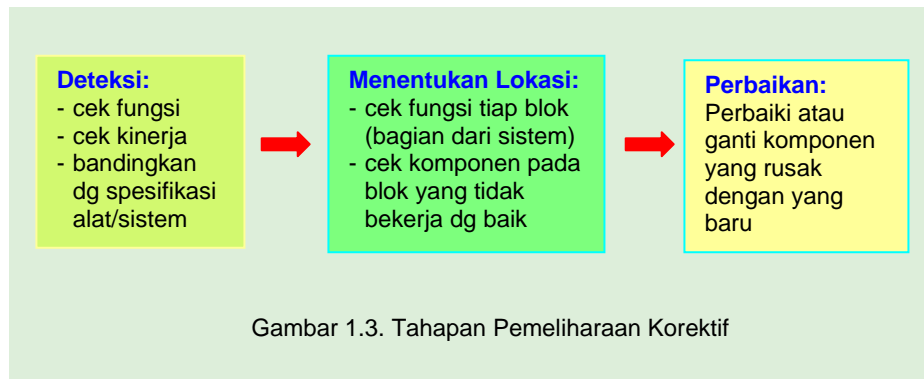 Deteksi:
- cek fungsi
- cek kinerja
- bandingkan
dg spesifikasi
alat/sistem
Menentukan Lokasi:
- cek fungsi tiap blok
(bagian dari sistem)
- cek komponen pada
blok yang tidak
bekerja dg baik
Perbaikan:
Perbaiki atau
ganti komponen
yang rusak
dengan yang
baru
Gambar 1.3. Tahapan Pemeliharaan Korektif